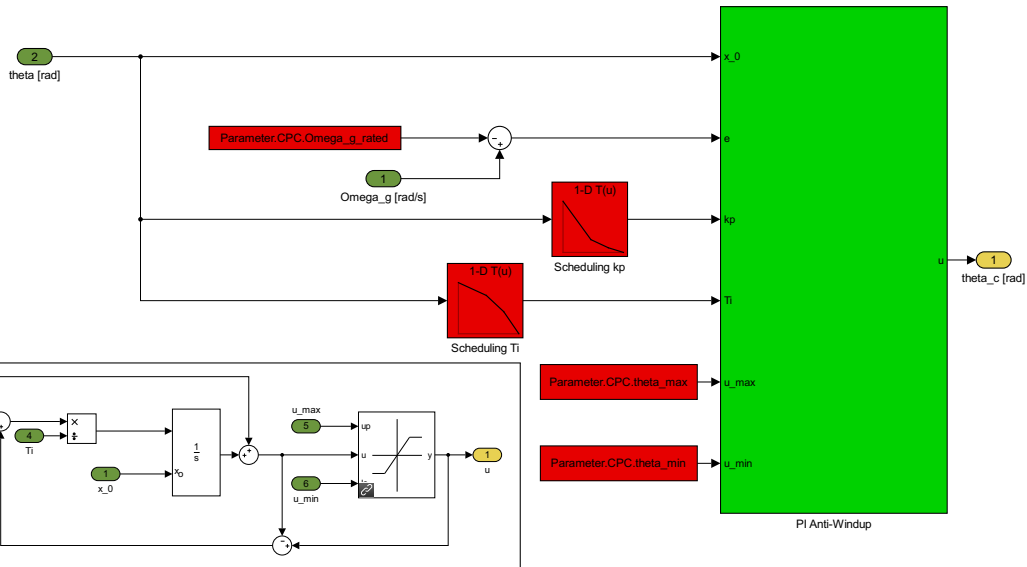 2
theta [rad]
x_0
Parameter.CPC.Omega_g_rated
e
1
Omega_g [rad/s]
1-D T(u)
kp
Scheduling kp
u
1
theta_c [rad]
1-D T(u)
Ti
Scheduling Ti
Parameter.CPC.theta_max
u_max
Parameter.CPC.theta_min
u_min
PI Anti-Windup
4
Ti
1
x_0
1
s
x
o
u_max
5
up
u
y
6
u_min
1
u